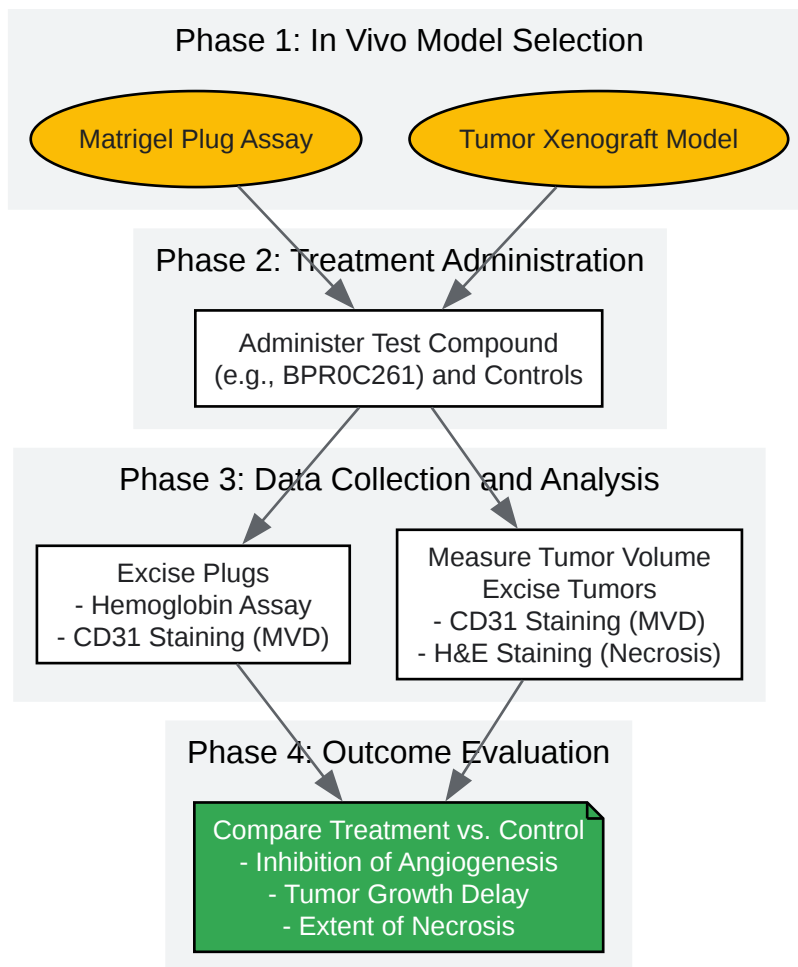 Phase 1: In Vivo Model Selection
Matrigel Plug Assay
Tumor Xenograft Model
Phase 2: Treatment Administration
Administer Test Compound
(e.g., BPR0C261) and Controls
Phase 3: Data Collection and Analysis
Excise Plugs
- Hemoglobin Assay
- CD31 Staining (MVD)
Measure Tumor Volume
Excise Tumors
- CD31 Staining (MVD)
- H&E Staining (Necrosis)
Phase 4: Outcome Evaluation
Compare Treatment vs. Control
- Inhibition of Angiogenesis
- Tumor Growth Delay
- Extent of Necrosis